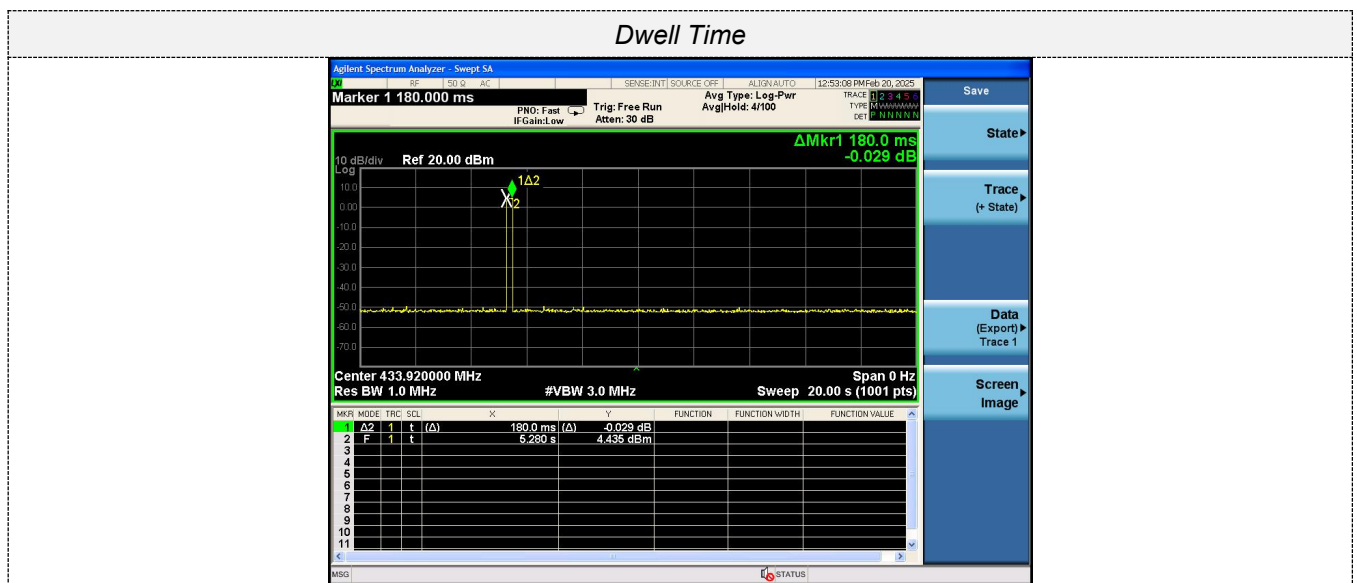 Dwell Time
Agilent Spectrum Analyzer - Swept SA
RF 50 Ω AC SENSE:INT SOURCE OFF ALIGN AUTO 12:53:08 PM Feb 20, 2025
Marker 1 180.000 ms
PNO: Fast
IFGain:Low
Trig: Free Run
Atten: 30 dB
Avg Type: Log-Pwr
Avg|Hold: 4/100
TRACE 1 2 3 4 5 6
TYPE MWWWWW
DET P N N N N N
ΔMkr1 180.0 ms
-0.029 dB
10 dB/div Ref 20.00 dBm
Log
10.0
0.00
-10.0
-20.0
-30.0
-40.0
-50.0
-60.0
-70.0
1Δ2
2
Center 433.920000 MHz Span 0 Hz
Res BW 1.0 MHz #VBW 3.0 MHz Sweep 20.00 s (1001 pts)
MKR MODE TRC SCL X Y FUNCTION FUNCTION WIDTH FUNCTION VALUE
1 Δ2 1 t (Δ) 180.0 ms (Δ) -0.029 dB
2 F 1 t 5.280 s 4.435 dBm
3
4
5
6
7
8
9
10
11
MSG STATUS
Save
State
Trace
(+ State)
Data
(Export)
Trace 1
Screen
Image